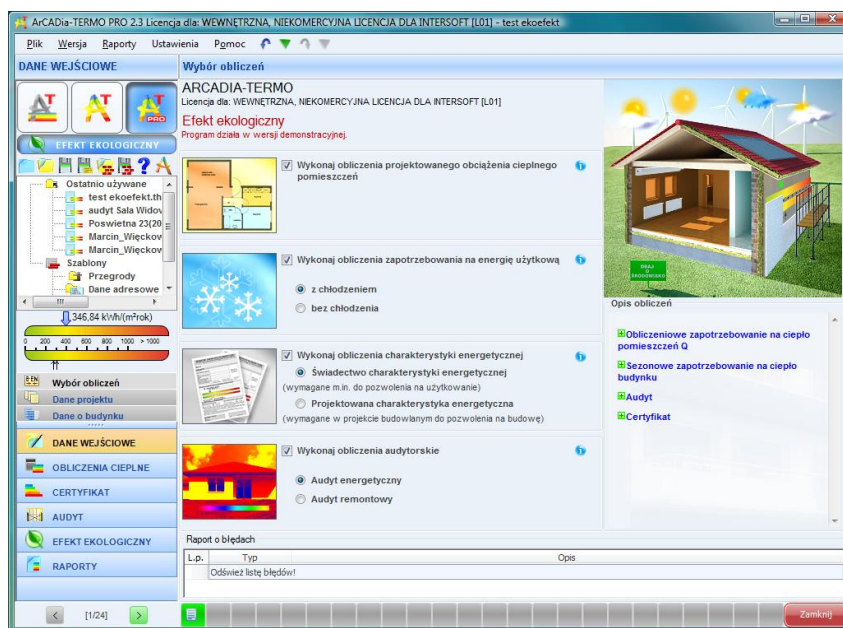 ArCADia-TERMO PRO 2.3 Licencja dla: WEWNĘTRZNA, NIEKOMERCYJNA LICENCJA DLA INTERSOFT [L01] - test ekoefekt
Plik Wersja Raporty Ustawienia Pomoc
DANE WEJŚCIOWE
Wybór obliczeń
PRO
EFEKT EKOLOGICZNY
Ostatnio używane
test ekoefekt.th
audyt Sala Widov
Poswietna 23(20
Marcin_Więckov
Marcin_Więckov
Szablony
Przegrody
Dane adresowe
346,84 kWh/(m²rok)
0 200 400 600 800 1000 > 1000
Wybór obliczeń
Dane projektu
Dane o budynku
DANE WEJŚCIOWE
OBLICZENIA CIEPLNE
CERTYFIKAT
AUDYT
EFEKT EKOLOGICZNY
RAPORTY
[1/24]
ARCADIA-TERMO
Licencja dla: WEWNĘTRZNA, NIEKOMERCYJNA LICENCJA DLA INTERSOFT [L01]
Efekt ekologiczny
Program działa w wersji demonstracyjnej.
Wykonaj obliczenia projektowanego obciążenia cieplnego
pomieszczeń
Wykonaj obliczenia zapotrzebowania na energię użytkową
z chłodzeniem
bez chłodzenia
Wykonaj obliczenia charakterystyki energetycznej
Świadectwo charakterystyki energetycznej
(wymagane m.in. do pozwolenia na użytkowanie)
Projektowana charakterystyka energetyczna
(wymagane w projekcie budowlanym do pozwolenia na budowę)
Wykonaj obliczenia audytorskie
Audyt energetyczny
Audyt remontowy
DBAJ
O
ŚRODOWISKO
Opis obliczeń
Obliczeniowe zapotrzebowanie na ciepło
pomieszczeń Q
Sezonowe zapotrzebowanie na ciepło
budynku
Audyt
Certyfikat
Raport o błędach
L.p. Typ Opis
Odśwież listę błędów!
Zamknij